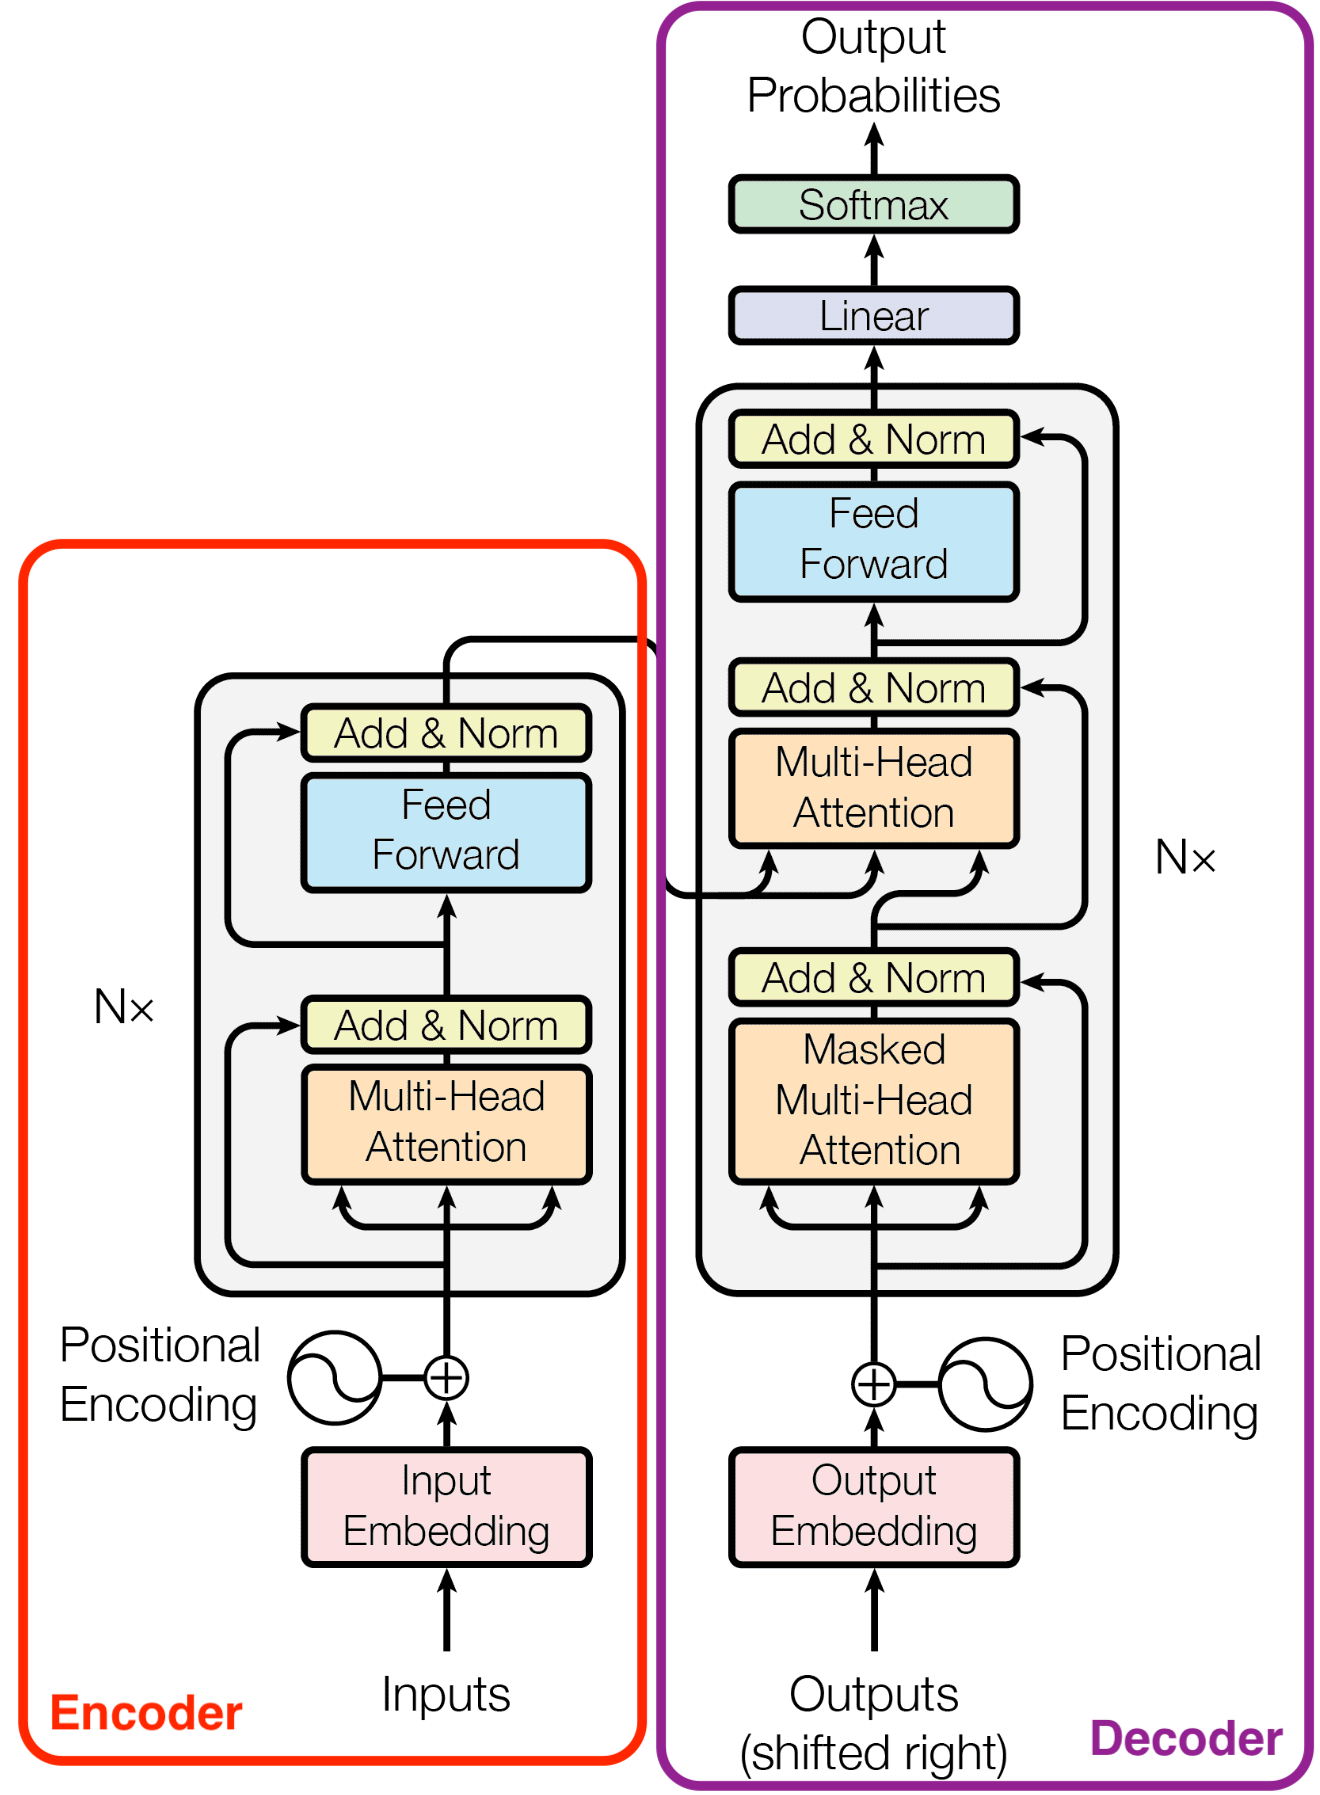 Output
Probabilities
Softmax
Linear
Add & Norm
Feed
Forward
Add & Norm
Multi-Head
Attention
Add & Norm
Masked
Multi-Head
Attention
N×
Positional
Encoding
Output
Embedding
Outputs
(shifted right)
Decoder
Add & Norm
Feed
Forward
Add & Norm
Multi-Head
Attention
N×
Positional
Encoding
Input
Embedding
Inputs
Encoder